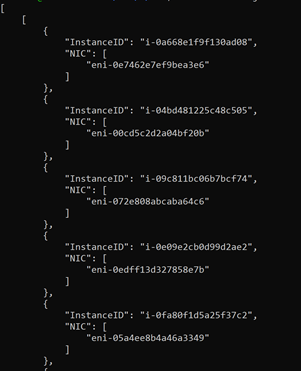 [
    [
        {
            "InstanceID": "i-0a668e1f9f130ad08",
            "NIC": [
                "eni-0e7462e7ef9bea3e6"
            ]
        },
        {
            "InstanceID": "i-04bd481225c48c505",
            "NIC": [
                "eni-00cd5c2d2a04bf20b"
            ]
        },
        {
            "InstanceID": "i-09c811bc06b7bcf74",
            "NIC": [
                "eni-072e808abcaba64c6"
            ]
        },
        {
            "InstanceID": "i-0e09e2cb0d99d2ae2",
            "NIC": [
                "eni-0edff13d327858e7b"
            ]
        },
        {
            "InstanceID": "i-0fa80f1d5a25f37c2",
            "NIC": [
                "eni-05a4ee8b4a46a3349"
            ]
        },